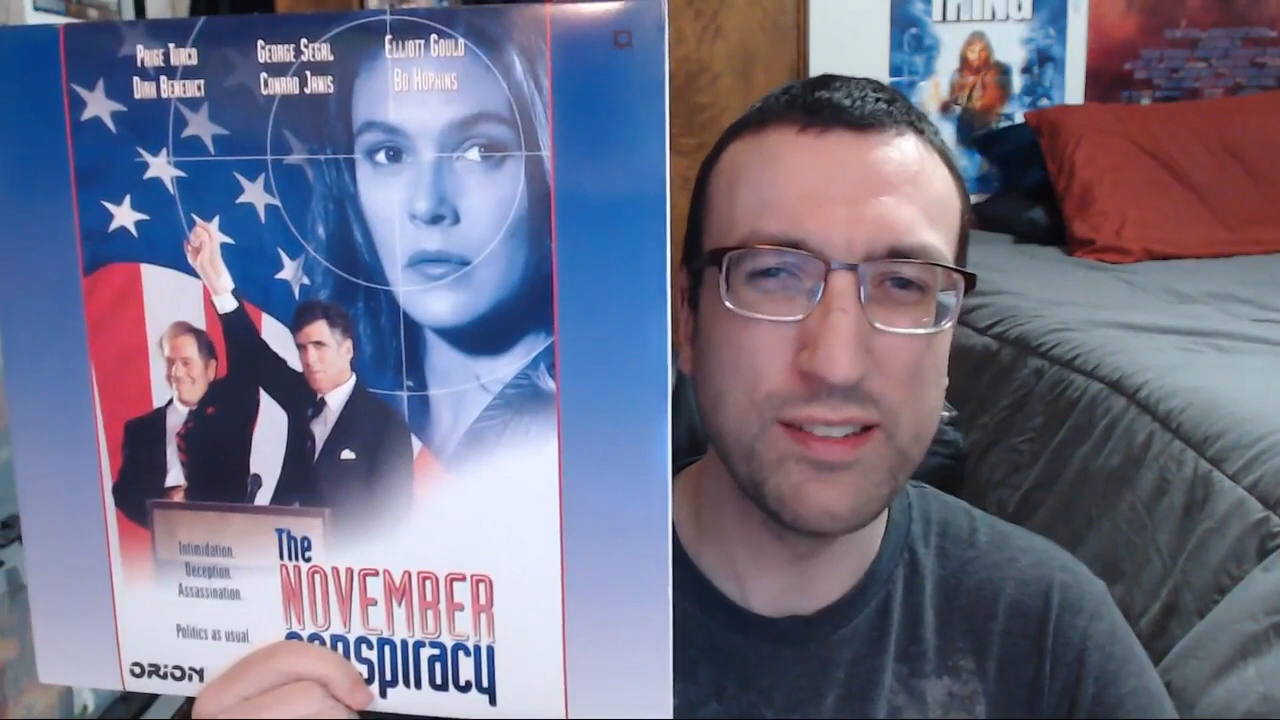 PAIGE TURCO GEORGE SEGAL ELLIOTT GOULD
DIRK BENEDICT CONRAD JANIS BO HOPKINS
Intimidation.
Deception.
Assassination.
Politics as usual.
The
NOVEMBER
conspiracy
ORION
THING